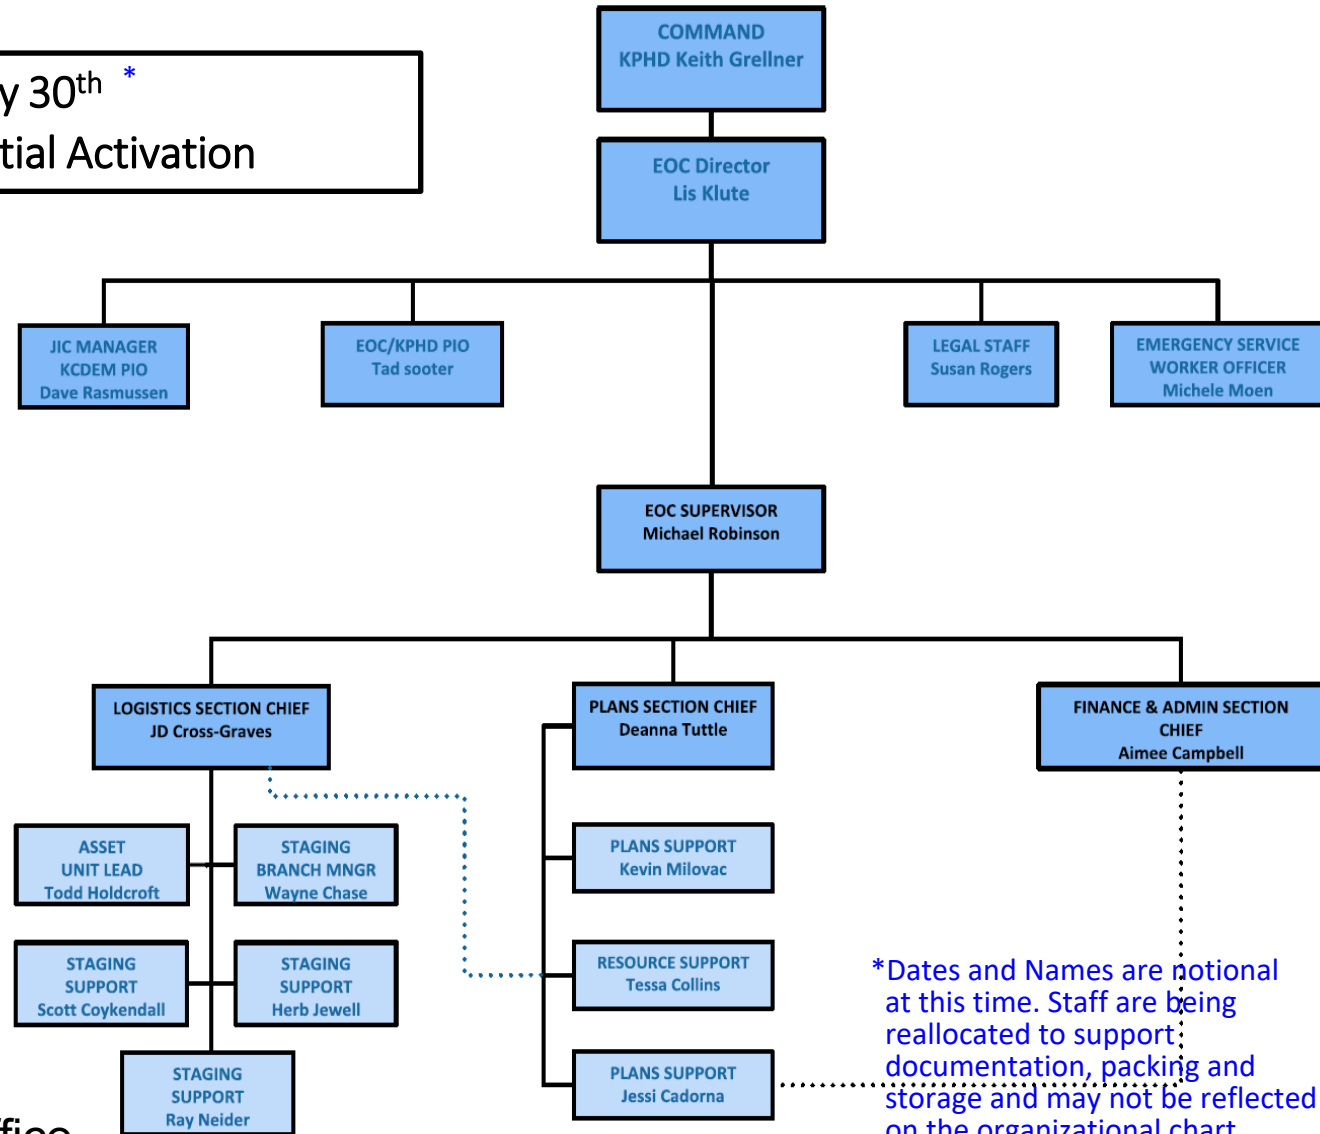 COMMAND
KPHD Keith Grellner
y 30th *
tial Activation
EOC Director
Lis Klute
JIC MANAGER
KCDEM PIO
Dave Rasmussen
EOC/KPHD PIO
Tad sooter
LEGAL STAFF
Susan Rogers
EMERGENCY SERVICE
WORKER OFFICER
Michele Moen
EOC SUPERVISOR
Michael Robinson
LOGISTICS SECTION CHIEF
JD Cross-Graves
PLANS SECTION CHIEF
Deanna Tuttle
FINANCE & ADMIN SECTION
CHIEF
Aimee Campbell
ASSET
UNIT LEAD
Todd Holdcroft
STAGING
BRANCH MNGR
Wayne Chase
PLANS SUPPORT
Kevin Milovac
STAGING
SUPPORT
Scott Coykendall
STAGING
SUPPORT
Herb Jewell
RESOURCE SUPPORT
Tessa Collins
STAGING
SUPPORT
Ray Neider
PLANS SUPPORT
Jessi Cadorna
*Dates and Names are notional
at this time. Staff are being
reallocated to support
documentation, packing and
storage and may not be reflected
on the organizational chart